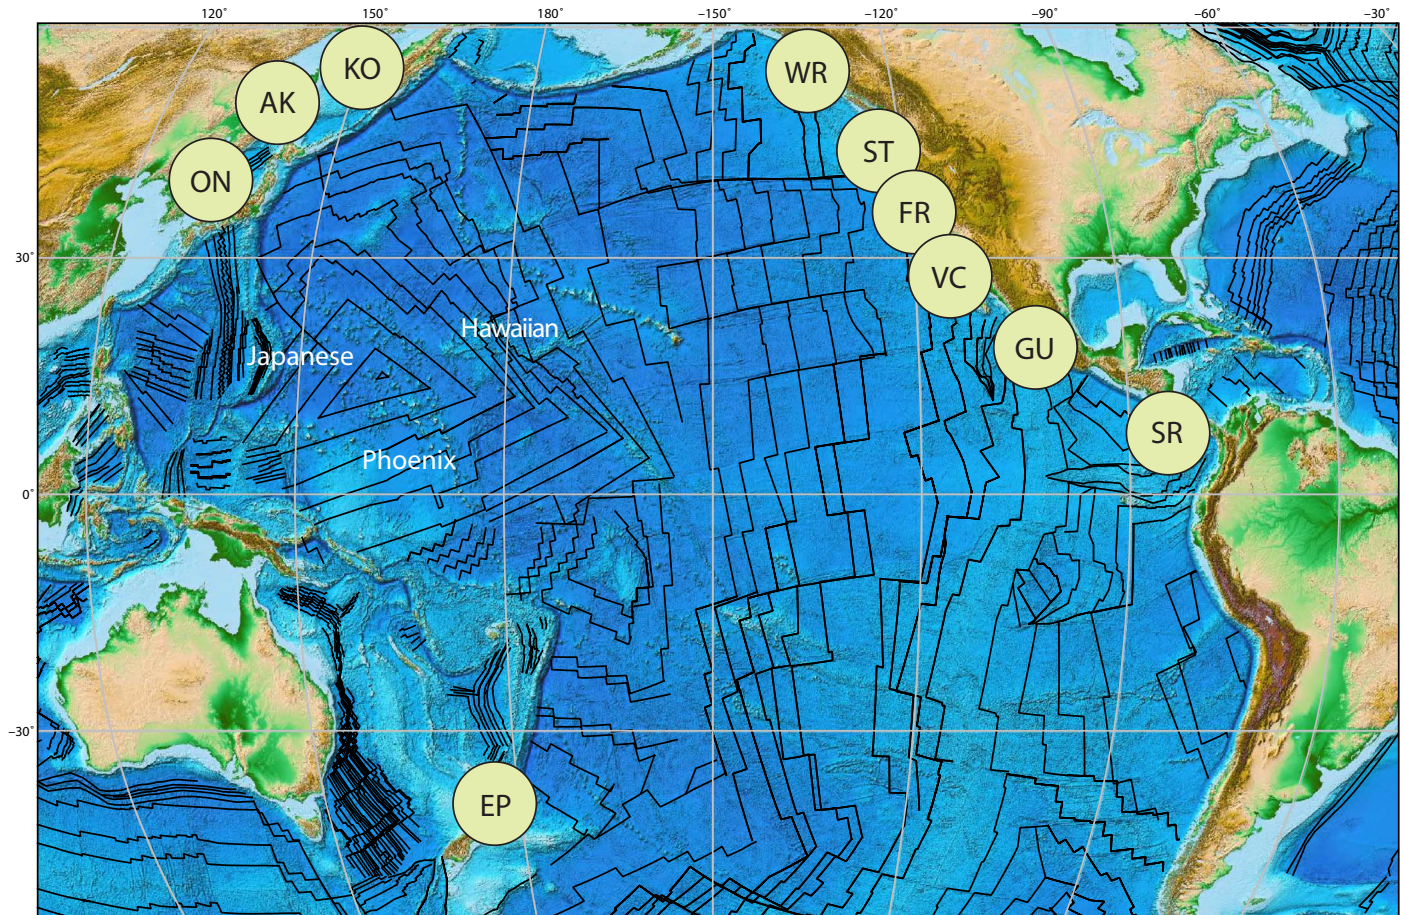 120˚ 150˚ 180˚ −150˚ −120˚ −90˚ −60˚ −30˚
KO
WR
AK
ST
ON
FR
30˚
VC
Hawaiian
GU
Japanese
SR
Phoenix
0˚
−30˚
EP